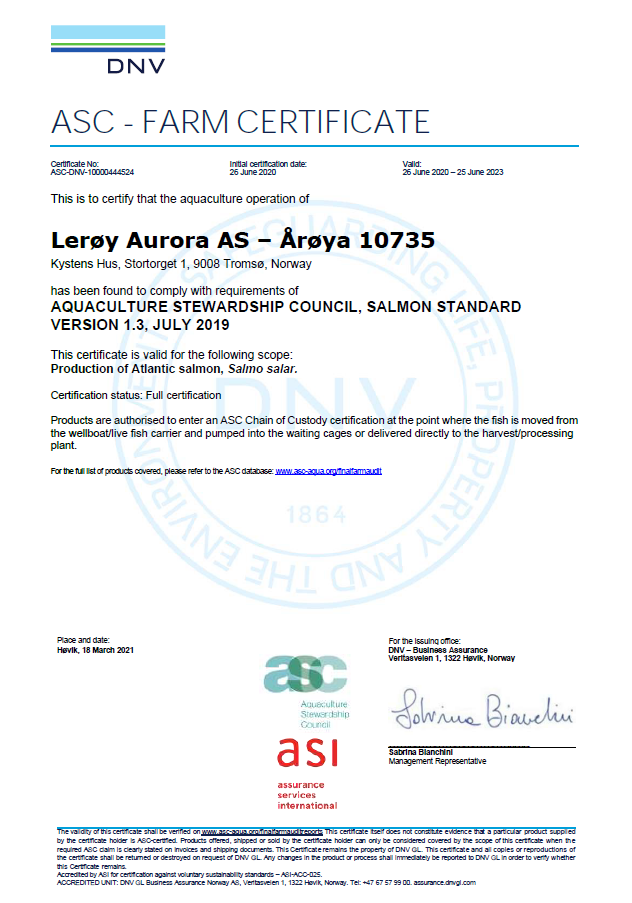 DNV
ASC - FARM CERTIFICATE
Certificate No:
ASC-DNV-10000444524
Initial certification date:
26 June 2020
Valid:
26 June 2020 – 25 June 2023
This is to certify that the aquaculture operation of
Lerøy Aurora AS – Årøya 10735
Kystens Hus, Stortorget 1, 9008 Tromsø, Norway
has been found to comply with requirements of
AQUACULTURE STEWARDSHIP COUNCIL, SALMON STANDARD
VERSION 1.3, JULY 2019
This certificate is valid for the following scope:
Production of Atlantic salmon, Salmo salar.
Certification status: Full certification
Products are authorised to enter an ASC Chain of Custody certification at the point where the fish is moved from
the wellboat/live fish carrier and pumped into the waiting cages or delivered directly to the harvest/processing
plant.
For the full list of products covered, please refer to the ASC database: www.asc-aqua.org/finalfarmaudit
SAFEGUARDING LIFE, PROPERTY AND THE ENVIRONMENT
DNV
1864
Place and date:
Høvik, 18 March 2021
For the issuing office:
DNV – Business Assurance
Veritasveien 1, 1322 Høvik, Norway
asc
Aquaculture
Stewardship
Council
asi
assurance
services
international
Sabrina Bianchini
Sabrina Bianchini
Management Representative
The validity of this certificate shall be verified on www.asc-aqua.org/finalfarmauditreports This certificate itself does not constitute evidence that a particular product supplied
by the certificate holder is ASC-certified. Products offered, shipped or sold by the certificate holder can only be considered covered by the scope of this certificate when the
required ASC claim is clearly stated on invoices and shipping documents. This Certificate remains the property of DNV GL. This certificate and all copies or reproductions of
the certificate shall be returned or destroyed on request of DNV GL. Any changes in the product or process shall immediately be reported to DNV GL in order to verify whether
this Certificate remains.
Accredited by ASI for certification against voluntary sustainability standards – ASI-ACC-025.
ACCREDITED UNIT: DNV GL Business Assurance Norway AS, Veritasveien 1, 1322 Høvik, Norway. Tel: +47 67 57 99 00. assurance.dnvgl.com